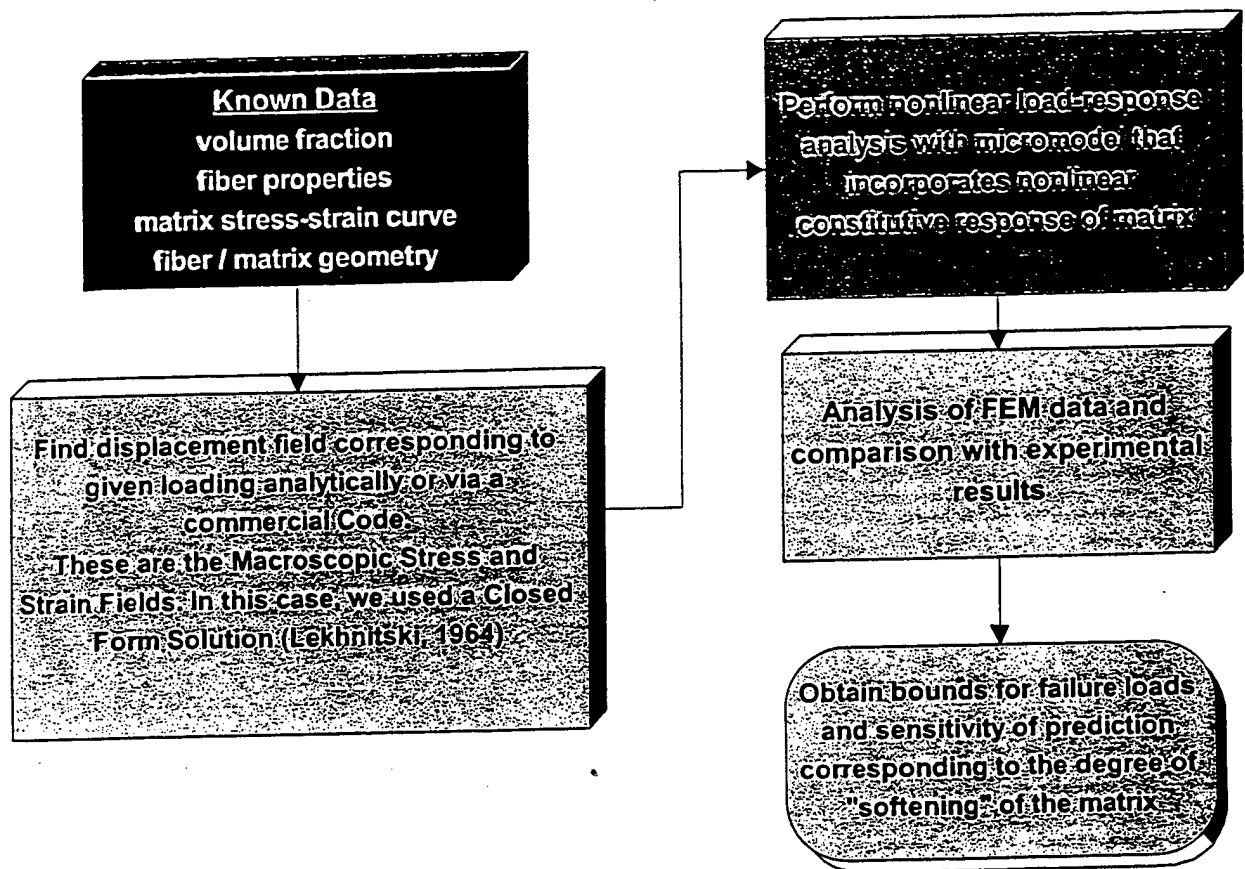 Known Data
volume fraction
fiber properties
matrix stress-strain curve
fiber / matrix geometry
Find displacement field corresponding to
given loading analytically or via a
commercial Code.
These are the Macroscopic Stress and
Strain Fields. In this case, we used a Closed
Form Solution (Lekhnitski, 1964)
Perform nonlinear load-response
analysis with micromodel that
incorporates nonlinear
constitutive response of matrix
Analysis of FEM data and
comparison with experimental
results
Obtain bounds for failure loads
and sensitivity of prediction
corresponding to the degree of
"softening" of the matrix